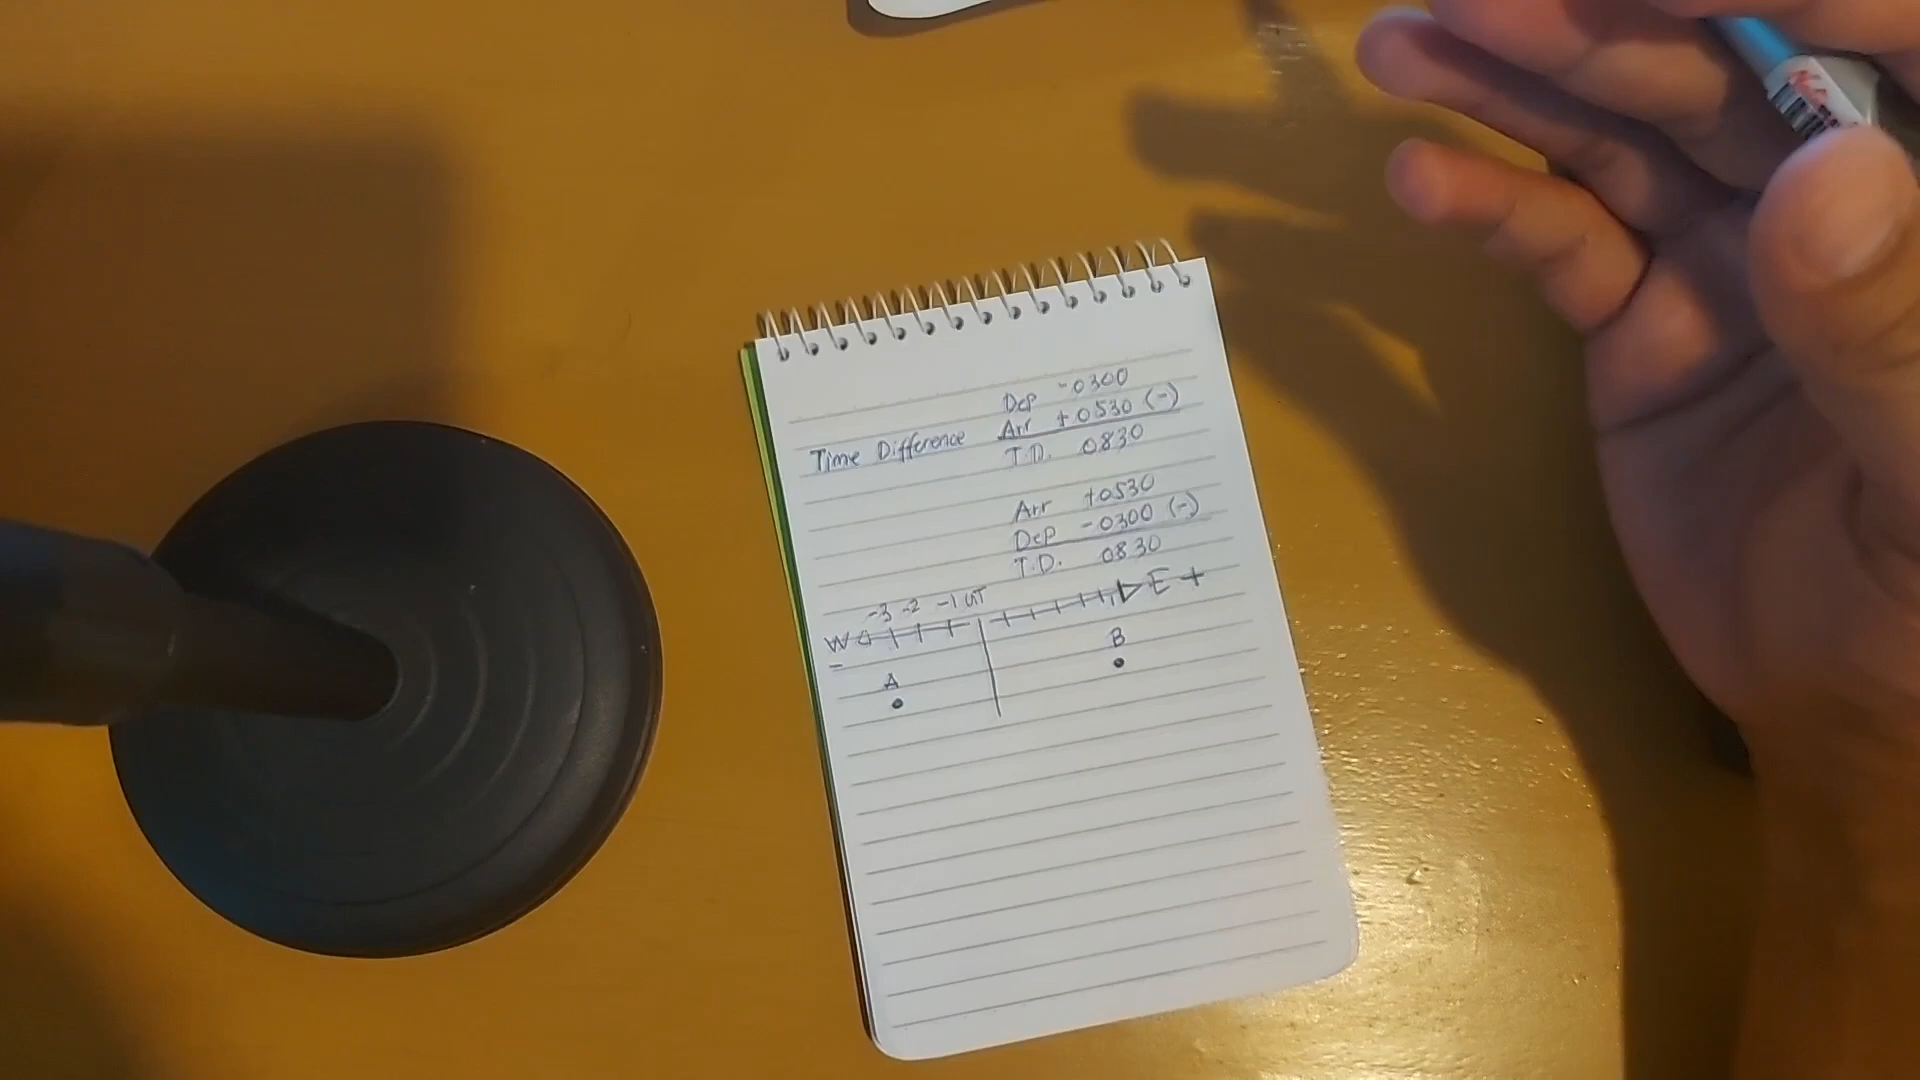 Dep -0300
Time Difference Arr +0530 (-)
T.D. 0830
Arr +0530
Dep -0300 (-)
T.D. 0830
-3 -2 -1 UT
W E +
-
A B